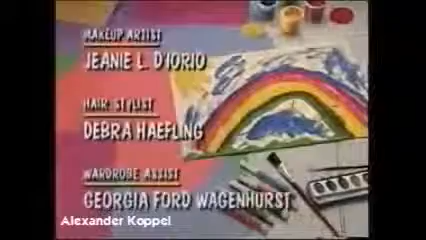 MAKEUP ARTIST
JEANIE L. D'IORIO
HAIR STYLIST
DEBRA HAEFLING
WARDROBE ASSIST
GEORGIA FORD WAGENHURST
Alexander Koppel